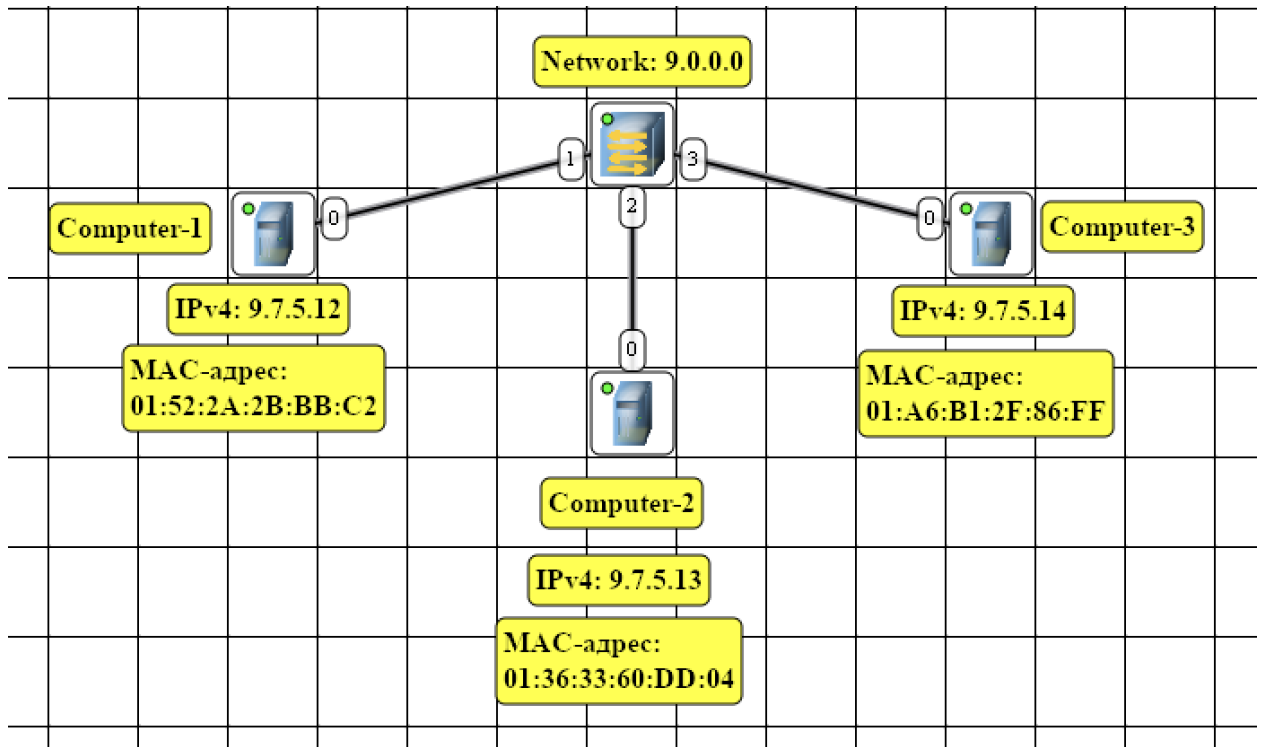 Network: 9.0.0.0
1
3
2
Computer-1
0
0
Computer-3
IPv4: 9.7.5.12
IPv4: 9.7.5.14
MAC-адрес:
01:52:2A:2B:BB:C2
0
MAC-адрес:
01:A6:B1:2F:86:FF
Computer-2
IPv4: 9.7.5.13
MAC-адрес:
01:36:33:60:DD:04